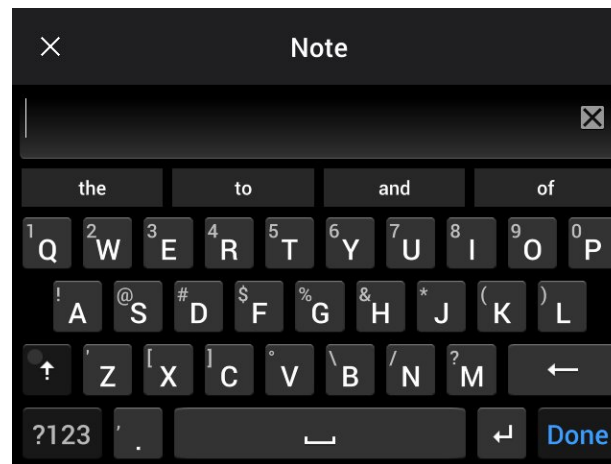 Note
the to and of
1 Q 2 W 3 E 4 R 5 T 6 Y 7 U 8 I 9 O 0 P
! A @ S # D $ F % G & H * J ( K ) L
' Z [ X ] C ° V \ B / N ? M
?123 ' . Done